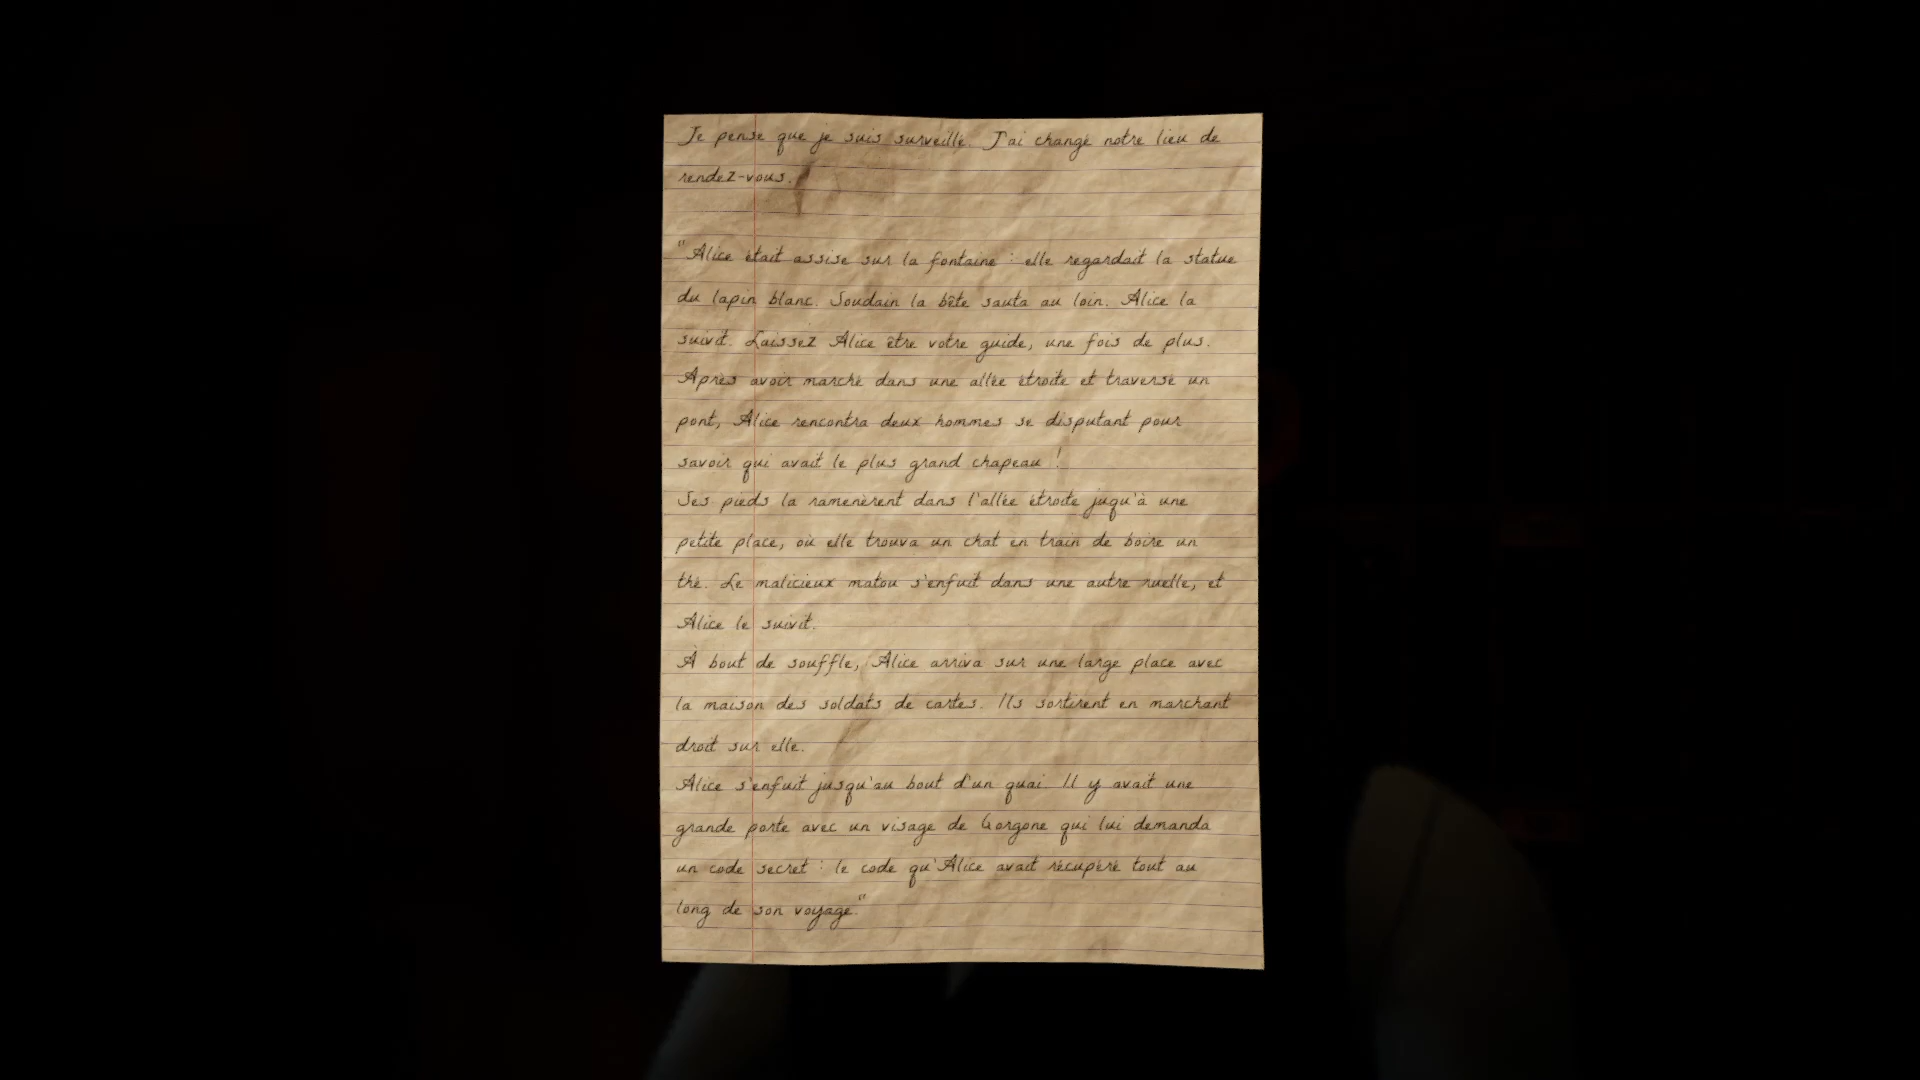 Je pense que je suis surveillé. J'ai changé notre lieu de
rendez-vous.
"Alice était assise sur la fontaine : elle regardait la statue
du lapin blanc. Soudain la bête sauta au loin. Alice la
suivit. Laissez Alice être votre guide, une fois de plus.
Après avoir marché dans une allée étroite et traversé un
pont, Alice rencontra deux hommes se disputant pour
savoir qui avait le plus grand chapeau !
Ses pieds la ramenèrent dans l'allée étroite juqu'à une
petite place, où elle trouva un chat en train de boire un
thé. Le malicieux matou s'enfuit dans une autre ruelle, et
Alice le suivit.
À bout de souffle, Alice arriva sur une large place avec
la maison des soldats de cartes. Ils sortirent en marchant
droit sur elle.
Alice s'enfuit jusqu'au bout d'un quai. Il y avait une
grande porte avec un visage de Gorgone qui lui demanda
un code secret : le code qu'Alice avait récupéré tout au
long de son voyage."